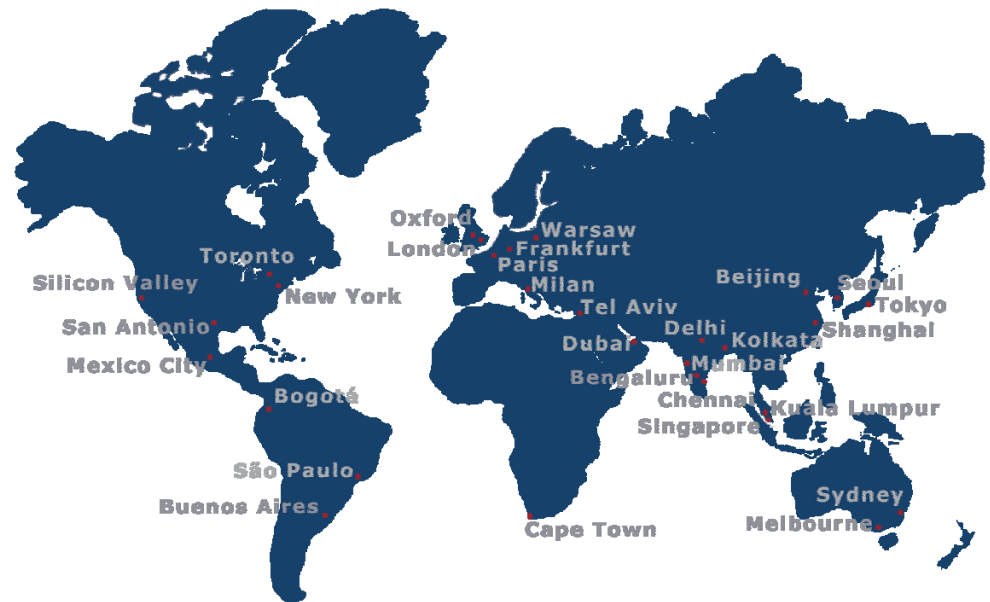 Oxford
Warsaw
London
Frankfurt
Toronto
Paris
Silicon Valley
Beijing
Seoul
Milan
New York
Tel Aviv
Tokyo
San Antonio
Delhi
Shanghai
Dubai
Kolkata
Mexico City
Mumbai
Bengaluru
Bogotá
Chennai
Kuala Lumpur
Singapore
São Paulo
Sydney
Buenos Aires
Melbourne
Cape Town